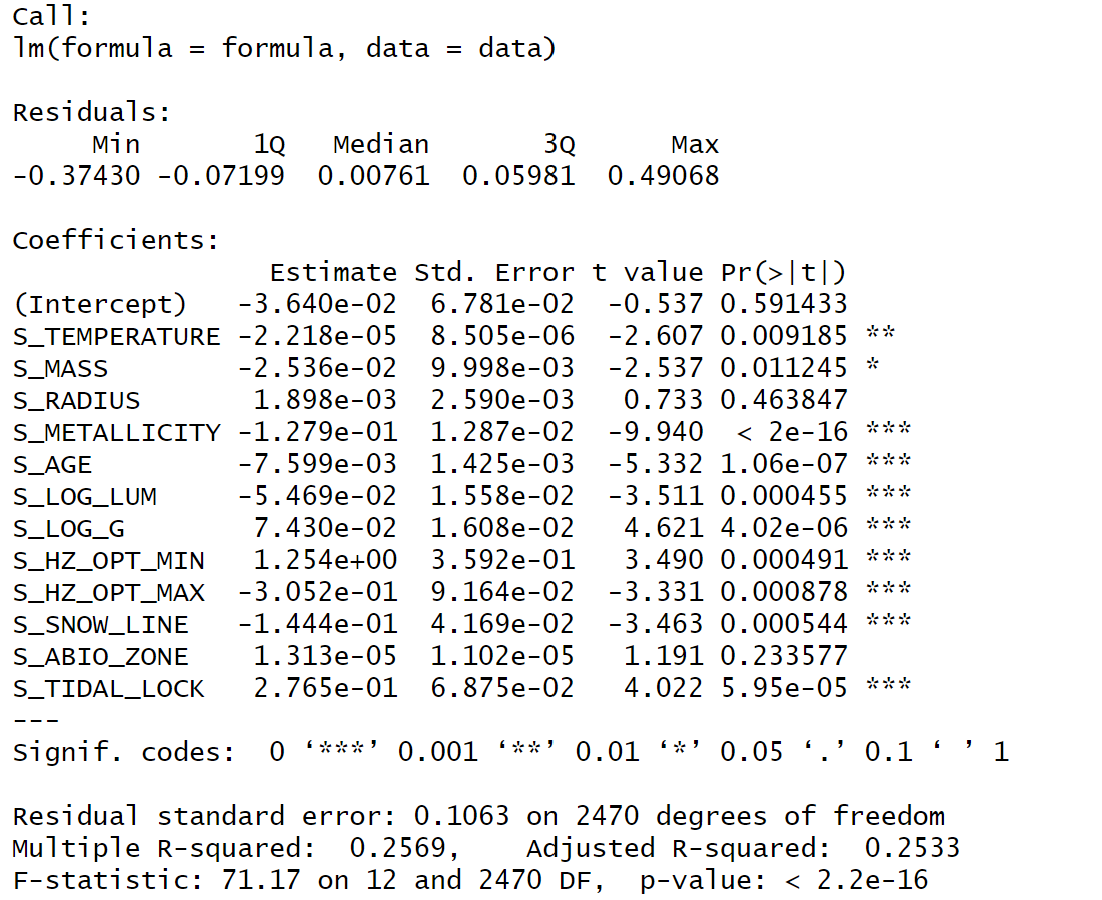 Call:
lm(formula = formula, data = data)
Residuals:
Min 1Q Median 3Q Max
-0.37430 -0.07199 0.00761 0.05981 0.49068
Coefficients:
Estimate Std. Error t value Pr(>|t|)
(Intercept) -3.640e-02 6.781e-02 -0.537 0.591433
S_TEMPERATURE -2.218e-05 8.505e-06 -2.607 0.009185 **
S_MASS -2.536e-02 9.998e-03 -2.537 0.011245 *
S_RADIUS 1.898e-03 2.590e-03 0.733 0.463847
S_METALLICITY -1.279e-01 1.287e-02 -9.940 < 2e-16 ***
S_AGE -7.599e-03 1.425e-03 -5.332 1.06e-07 ***
S_LOG_LUM -5.469e-02 1.558e-02 -3.511 0.000455 ***
S_LOG_G 7.430e-02 1.608e-02 4.621 4.02e-06 ***
S_HZ_OPT_MIN 1.254e+00 3.592e-01 3.490 0.000491 ***
S_HZ_OPT_MAX -3.052e-01 9.164e-02 -3.331 0.000878 ***
S_SNOW_LINE -1.444e-01 4.169e-02 -3.463 0.000544 ***
S_ABIO_ZONE 1.313e-05 1.102e-05 1.191 0.233577
S_TIDAL_LOCK 2.765e-01 6.875e-02 4.022 5.95e-05 ***
---
Signif. codes: 0 ‘***’ 0.001 ‘**’ 0.01 ‘*’ 0.05 ‘.’ 0.1 ‘ ’ 1
Residual standard error: 0.1063 on 2470 degrees of freedom
Multiple R-squared: 0.2569, Adjusted R-squared: 0.2533
F-statistic: 71.17 on 12 and 2470 DF, p-value: < 2.2e-16